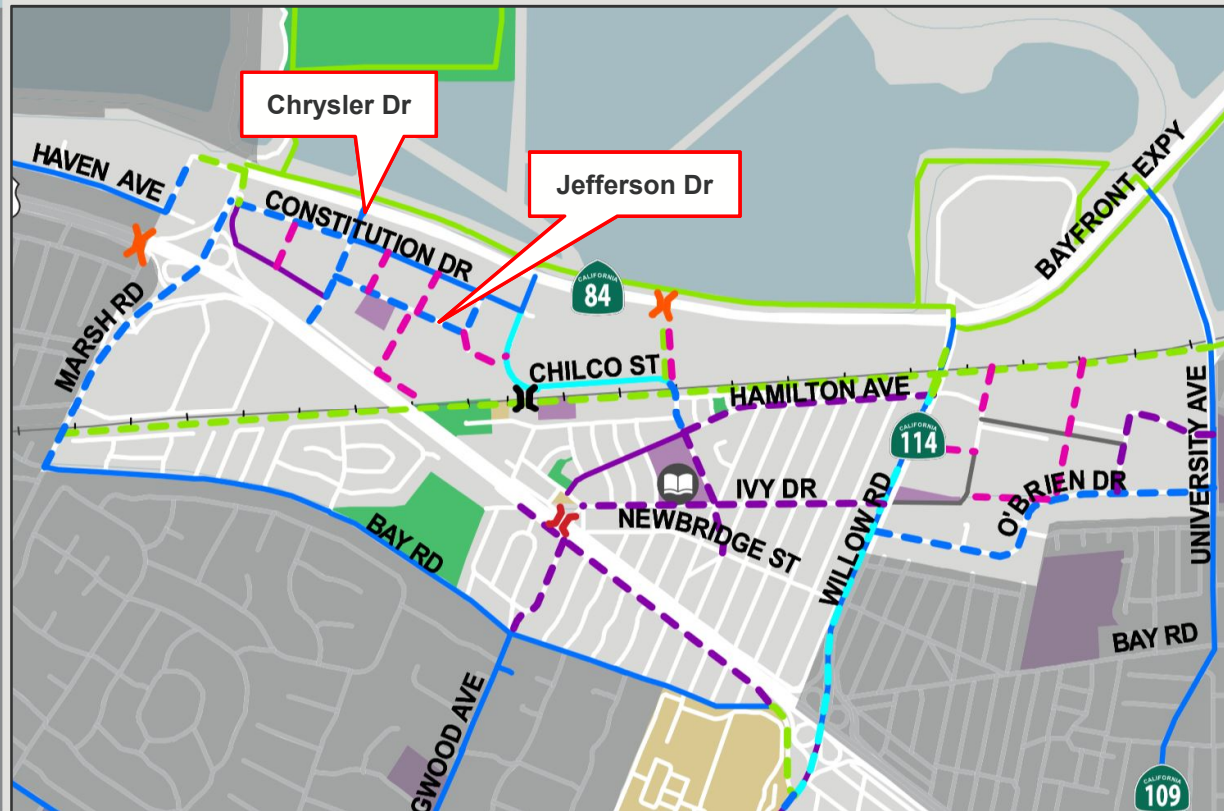 Chrysler Dr
Jefferson Dr
HAVEN AVE
CONSTITUTION DR
BAYFRONT EXPY
CALIFORNIA
84
MARSH RD
CHILCO ST
HAMILTON AVE
CALIFORNIA
114
UNIVERSITY AVE
IVY DR
O'BRIEN DR
NEWBRIDGE ST
WILLOW RD
BAY RD
BAY RD
GWOOD AVE
CALIFORNIA
109